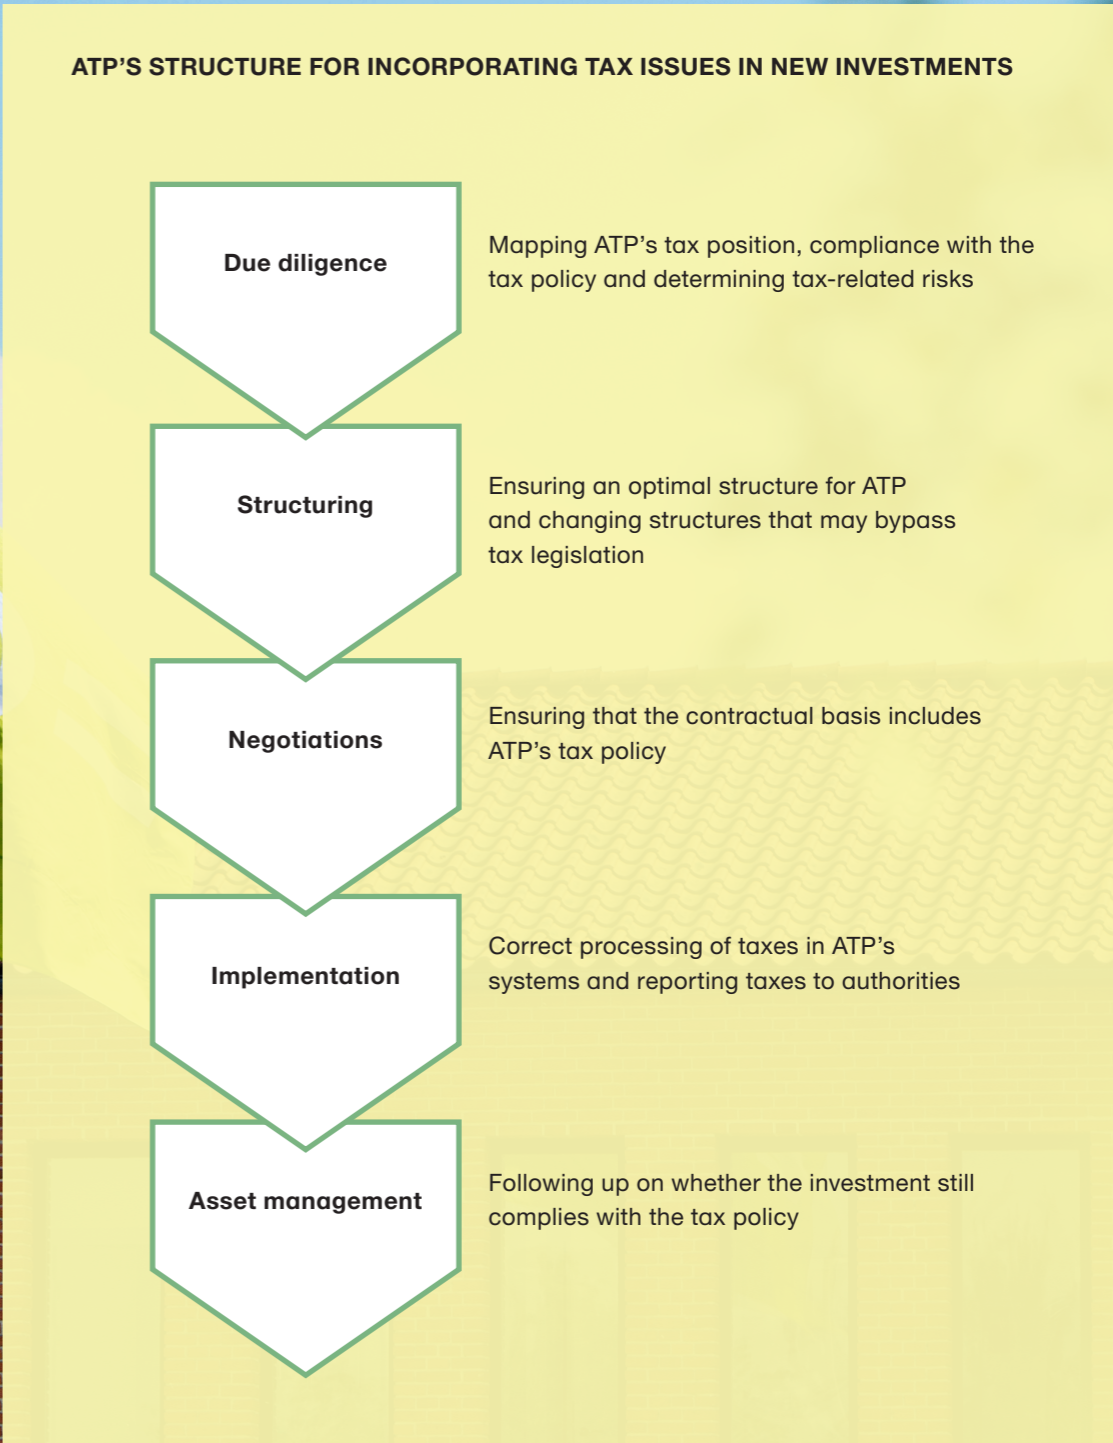 ATP’S STRUCTURE FOR INCORPORATING TAX ISSUES IN NEW INVESTMENTS
Due diligence
Mapping ATP’s tax position, compliance with the
tax policy and determining tax-related risks
Structuring
Ensuring an optimal structure for ATP
and changing structures that may bypass
tax legislation
Negotiations
Ensuring that the contractual basis includes
ATP’s tax policy
Implementation
Correct processing of taxes in ATP’s
systems and reporting taxes to authorities
Asset management
Following up on whether the investment still
complies with the tax policy